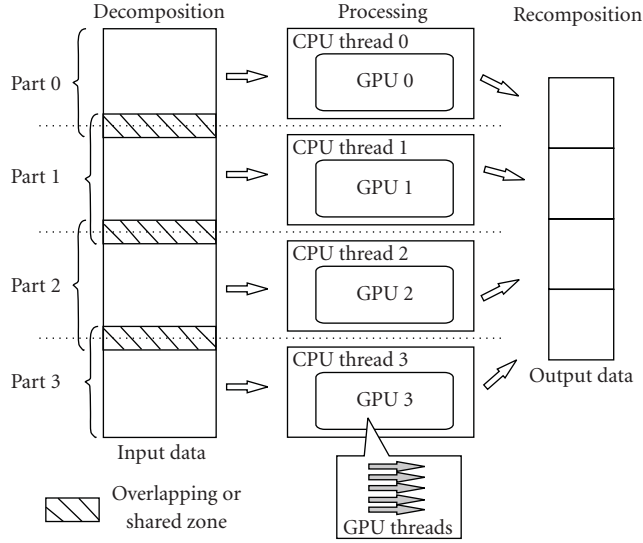 Decomposition
Processing
Recomposition
Part 0
CPU thread 0
GPU 0
Part 1
CPU thread 1
GPU 1
Part 2
CPU thread 2
GPU 2
Part 3
CPU thread 3
GPU 3
Output data
Input data
Overlapping or
shared zone
GPU threads